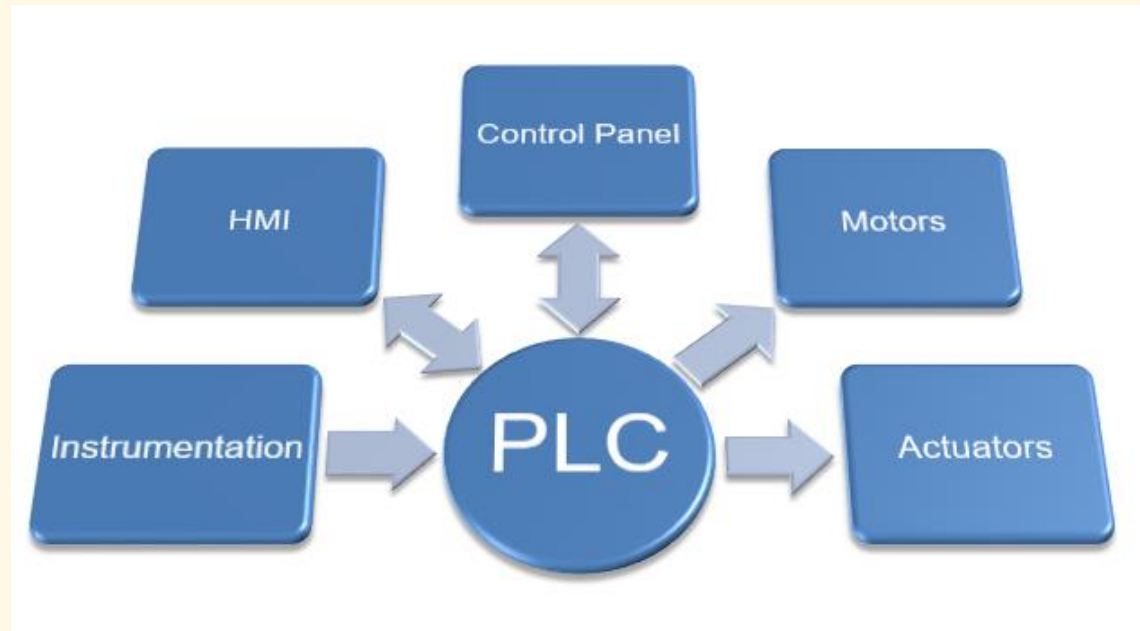 Control Panel
HMI
Motors
Instrumentation
PLC
Actuators